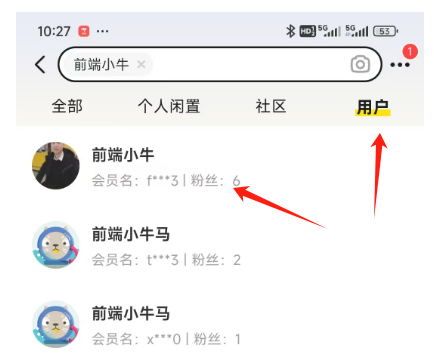 10:27 ···
HD 5G 5G 53
前端小牛 ×
1
全部 个人闲置 社区 用户
前端小牛
会员名：f***3 | 粉丝：6
前端小牛马
会员名：t***3 | 粉丝：2
前端小牛马
会员名：x***0 | 粉丝：1